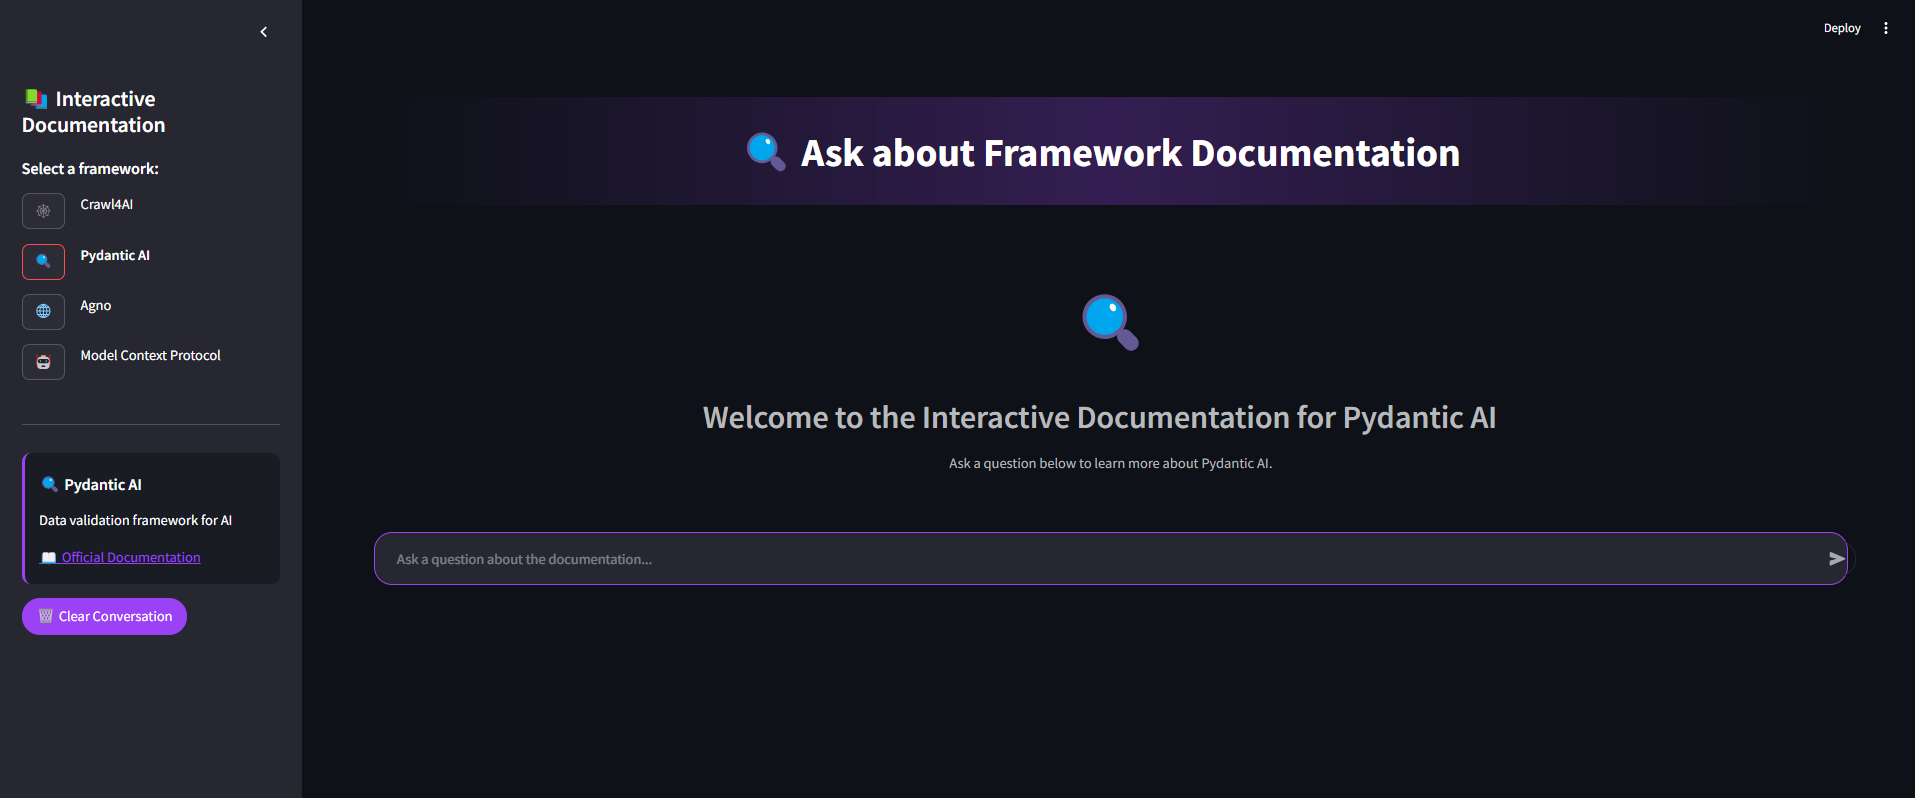 Interactive
Documentation
Select a framework:
Crawl4AI
Pydantic AI
Agno
Model Context Protocol
Pydantic AI
Data validation framework for AI
Official Documentation
Clear Conversation
Deploy
Ask about Framework Documentation
Welcome to the Interactive Documentation for Pydantic AI
Ask a question below to learn more about Pydantic AI.
Ask a question about the documentation...